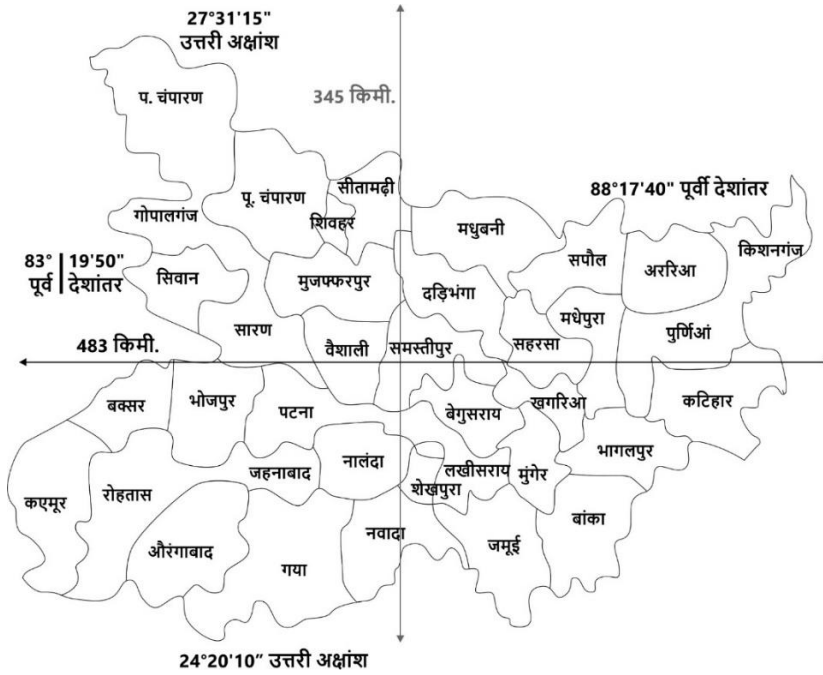 27°31'15"
उत्तरी अक्षांश
प. चंपारण
345 किमी.
सीतामढ़ी
पू. चंपारण
88°17'40" पूर्वी देशांतर
गोपालगंज
शिवहर
मधुबनी
किशनगंज
सपौल
अररिआ
83° 19'50"
पूर्व देशांतर
सिवान
मुजफ्फरपुर
दड़िभंगा
मधेपुरा
सारण
पुर्णिआं
सहरसा
483 किमी.
वैशाली
समस्तीपुर
बक्सर
भोजपुर
पटना
बेगुसराय
खगरिआ
कटिहार
भागलपुर
जहनाबाद
नालंदा
लखीसराय
मुंगेर
शेखपुरा
कएमूर
रोहतास
बांका
औरंगाबाद
नवादा
जमूई
गया
24°20'10” उत्तरी अक्षांश